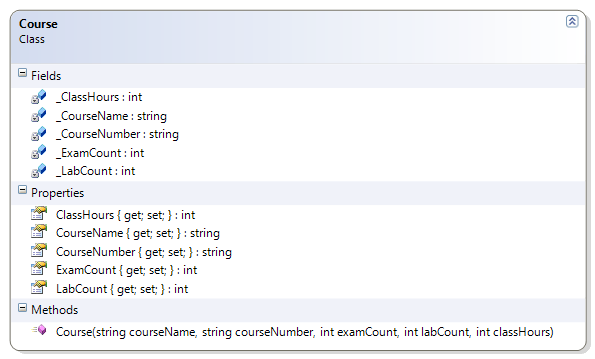 Course
Class
Fields
_ClassHours : int
_CourseName : string
_CourseNumber : string
_ExamCount : int
_LabCount : int
Properties
ClassHours { get; set; } : int
CourseName { get; set; } : string
CourseNumber { get; set; } : string
ExamCount { get; set; } : int
LabCount { get; set; } : int
Methods
Course(string courseName, string courseNumber, int examCount, int labCount, int classHours)